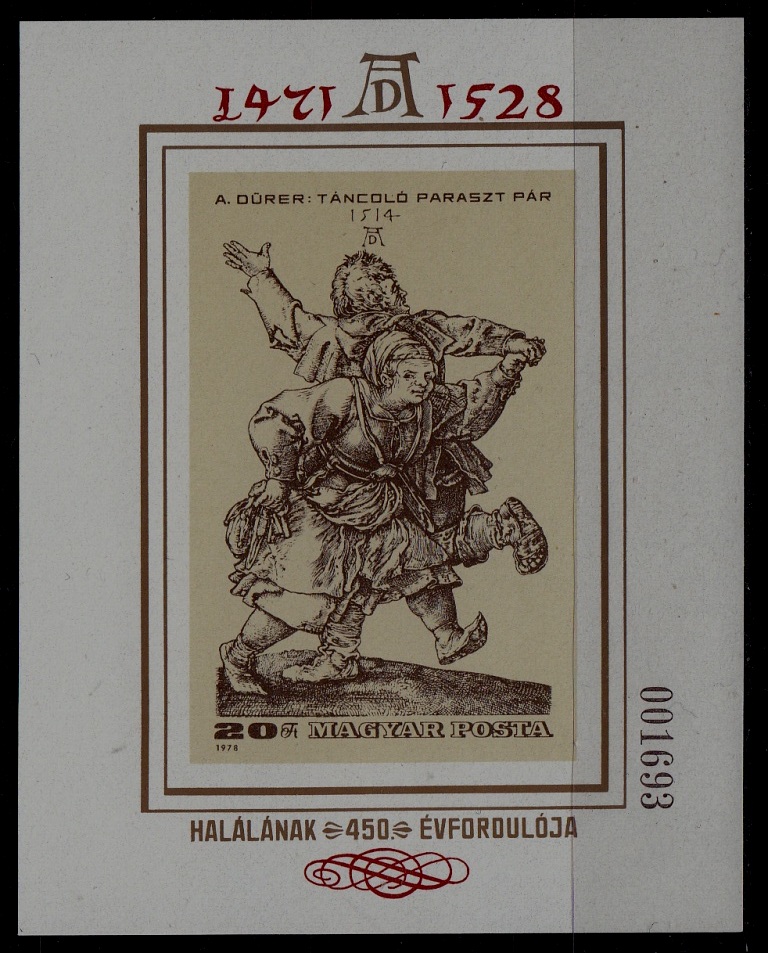 1471 AD 1528
A. DÜRER: TÁNCOLÓ PARASZT PÁR
1514
AD
20 Ft MAGYAR POSTA
1978
001693
HALÁLÁNAK 450. ÉVFORDULÓJA